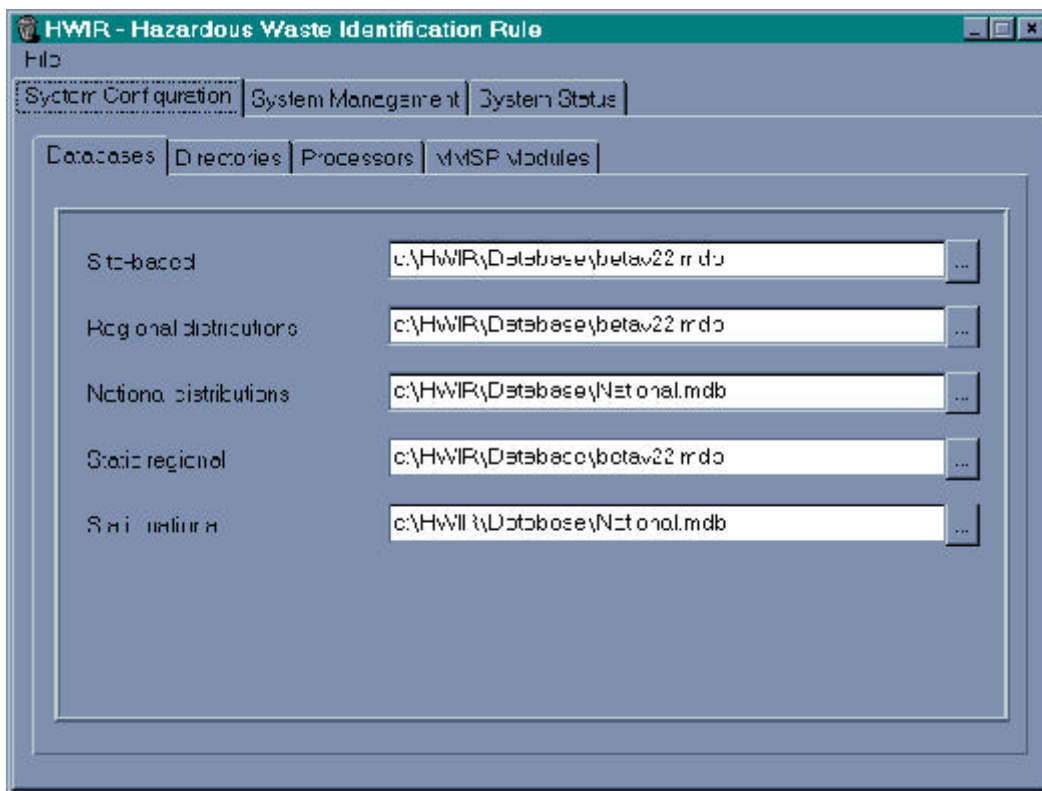 HWIR - Hazardous Waste Identification Rule
File
System Configuration System Management System Status
Databases Directories Processors MMSP Modules
Site-based c:\HWIR\Database\betav22.mdb ...
Regional distributions c:\HWIR\Database\betav22.mdb ...
National distributions c:\HWIR\Database\National.mdb ...
Static regional c:\HWIR\Database\betav22.mdb ...
Static national c:\HWIR\Database\National.mdb ...